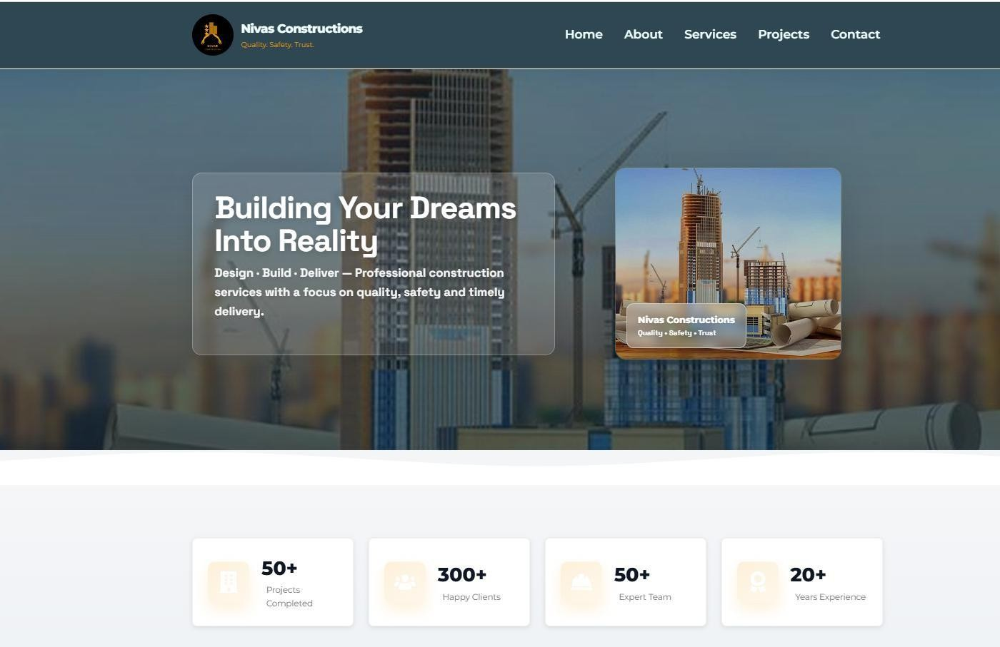 NIVAS
Nivas Constructions
Quality. Safety. Trust.
Home
About
Services
Projects
Contact
Building Your Dreams
Into Reality
Design · Build · Deliver — Professional construction
services with a focus on quality, safety and timely
delivery.
Nivas Constructions
Quality • Safety • Trust
50+
Projects
Completed
300+
Happy Clients
50+
Expert Team
20+
Years Experience